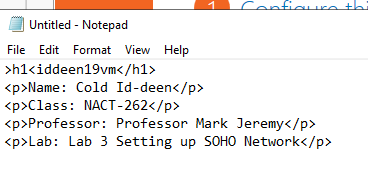 1 Configure thi
Untitled - Notepad
File Edit Format View Help
>h1<iddeen19vm</h1>
<p>Name: Cold Id-deen</p>
<p>Class: NACT-262</p>
<p>Professor: Professor Mark Jeremy</p>
<p>Lab: Lab 3 Setting up SOHO Network</p>